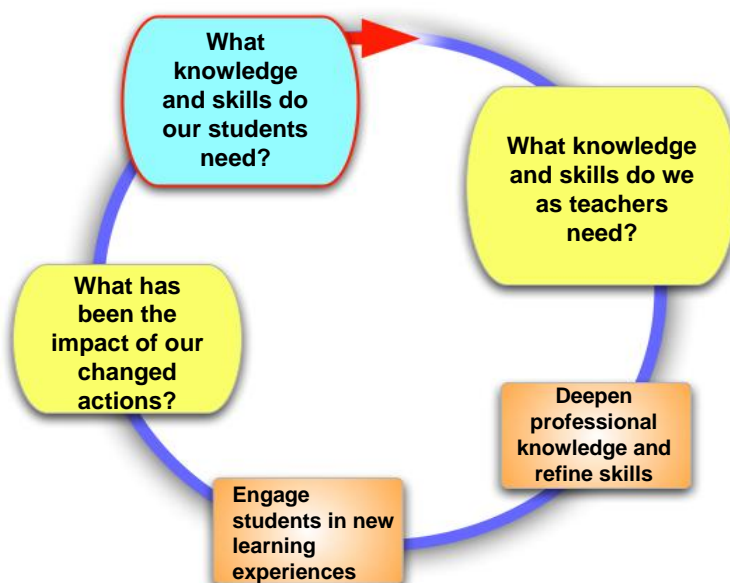 What
knowledge
and skills do
our students
need?
What knowledge
and skills do we
as teachers
need?
Deepen
professional
knowledge and
refine skills
Engage
students in new
learning
experiences
What has
been the
impact of our
changed
actions?